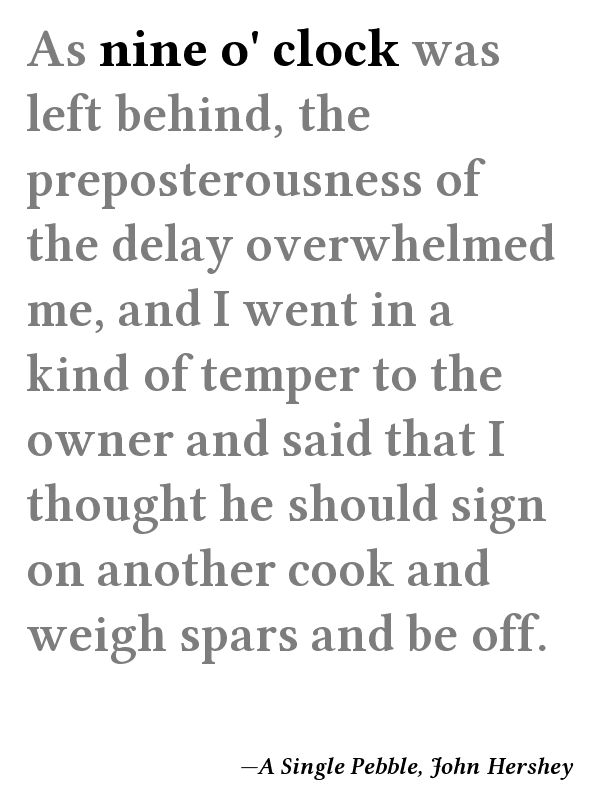 As nine o' clock was
left behind, the
preposterousness of
the delay overwhelmed
me, and I went in a
kind of temper to the
owner and said that I
thought he should sign
on another cook and
weigh spars and be off.
—A Single Pebble, John Hershey